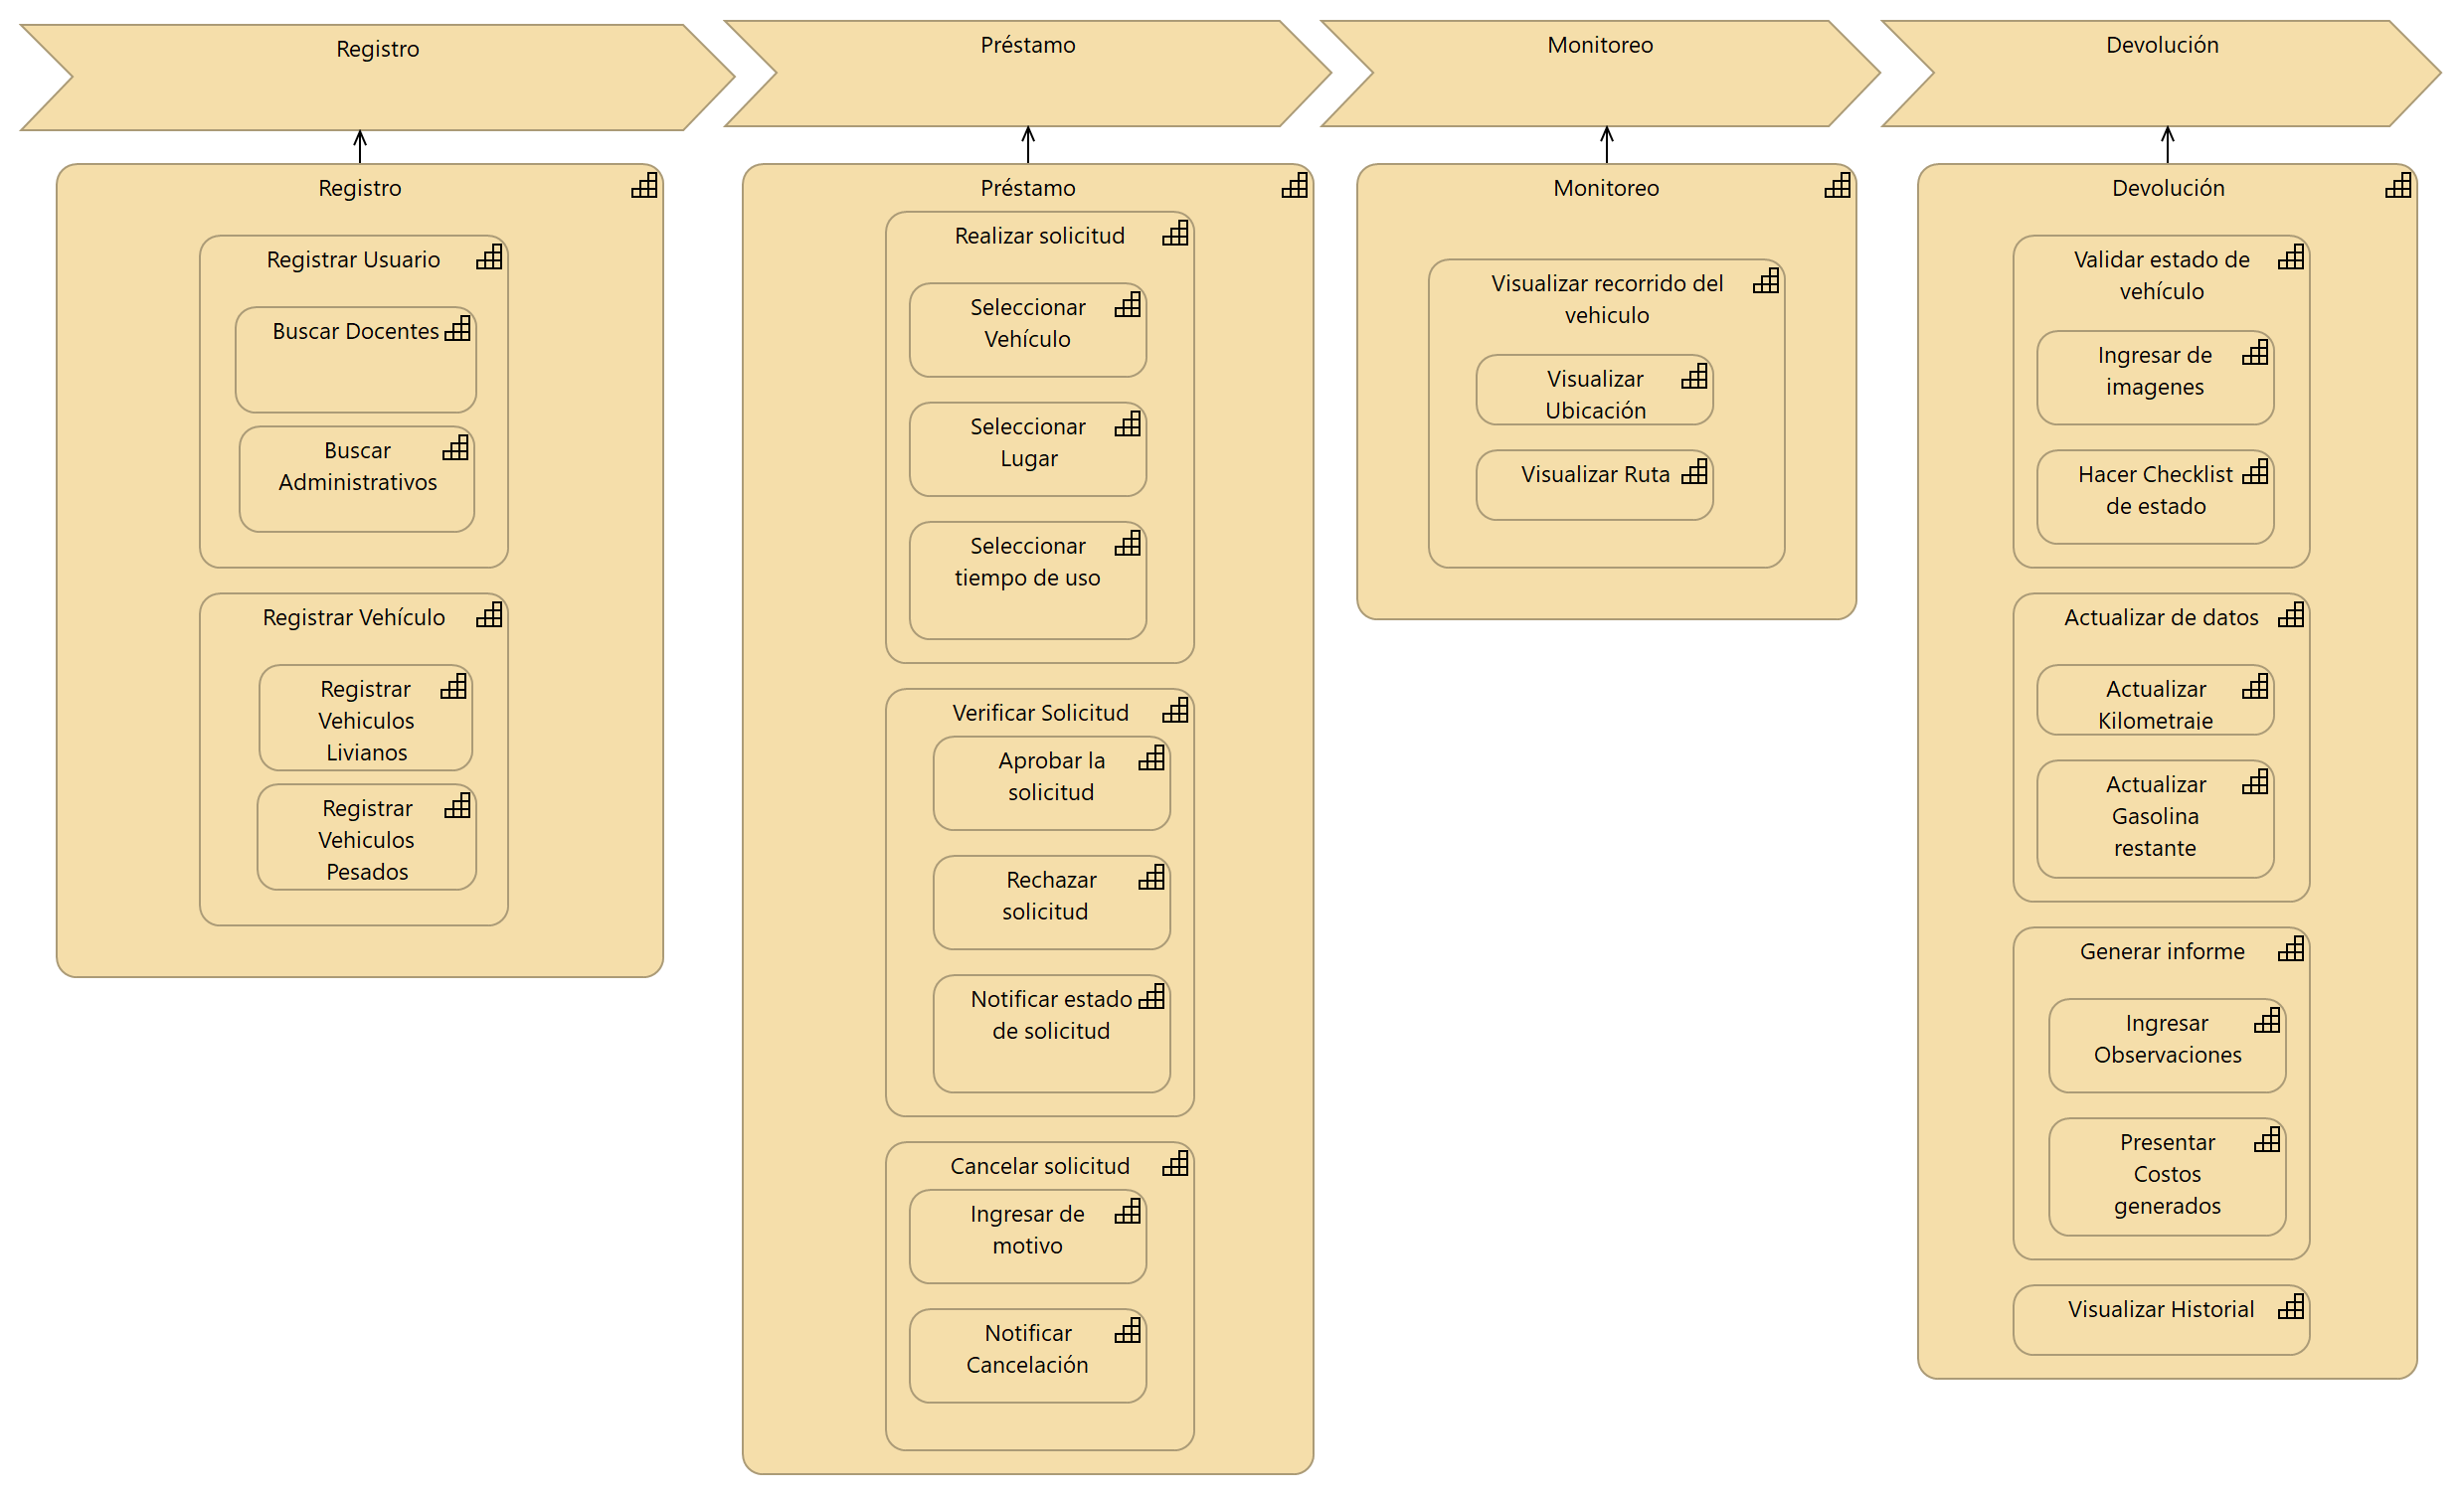 Registro
Préstamo
Monitoreo
Devolución
Registro
Registrar Usuario
Buscar Docentes
Buscar
Administrativos
Registrar Vehículo
Registrar
Vehiculos
Livianos
Registrar
Vehiculos
Pesados
Préstamo
Realizar solicitud
Seleccionar
Vehículo
Seleccionar
Lugar
Seleccionar
tiempo de uso
Verificar Solicitud
Aprobar la
solicitud
Rechazar
solicitud
Notificar estado
de solicitud
Cancelar solicitud
Ingresar de
motivo
Notificar
Cancelación
Monitoreo
Visualizar recorrido del
vehiculo
Visualizar
Ubicación
Visualizar Ruta
Devolución
Validar estado de
vehículo
Ingresar de
imagenes
Hacer Checklist
de estado
Actualizar de datos
Actualizar
Kilometraje
Actualizar
Gasolina
restante
Generar informe
Ingresar
Observaciones
Presentar
Costos
generados
Visualizar Historial